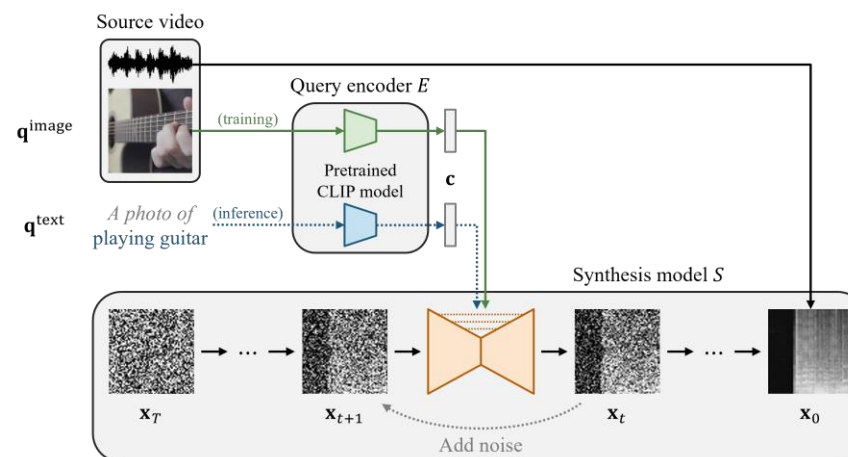 Source video
Query encoder E
q^image
(training)
Pretrained
CLIP model
c
q^text
A photo of
playing guitar
(inference)
Synthesis model S
...
...
x_T
x_{t+1}
x_t
x_0
Add noise